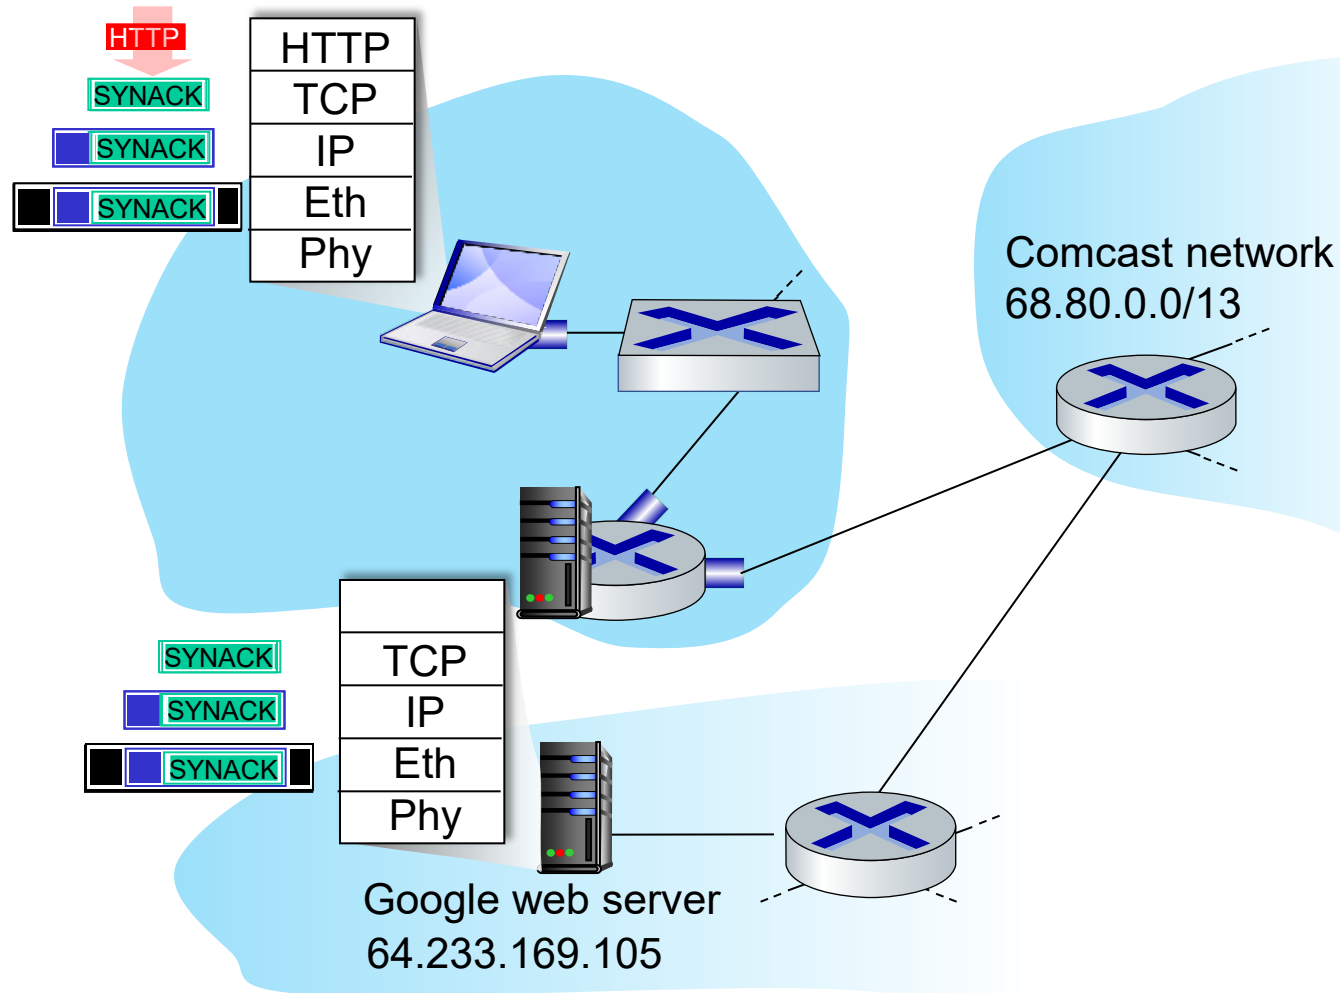 HTTP
SYNACK
SYNACK
SYNACK
HTTP
TCP
IP
Eth
Phy
Comcast network
68.80.0.0/13
SYNACK
SYNACK
SYNACK
TCP
IP
Eth
Phy
Google web server
64.233.169.105